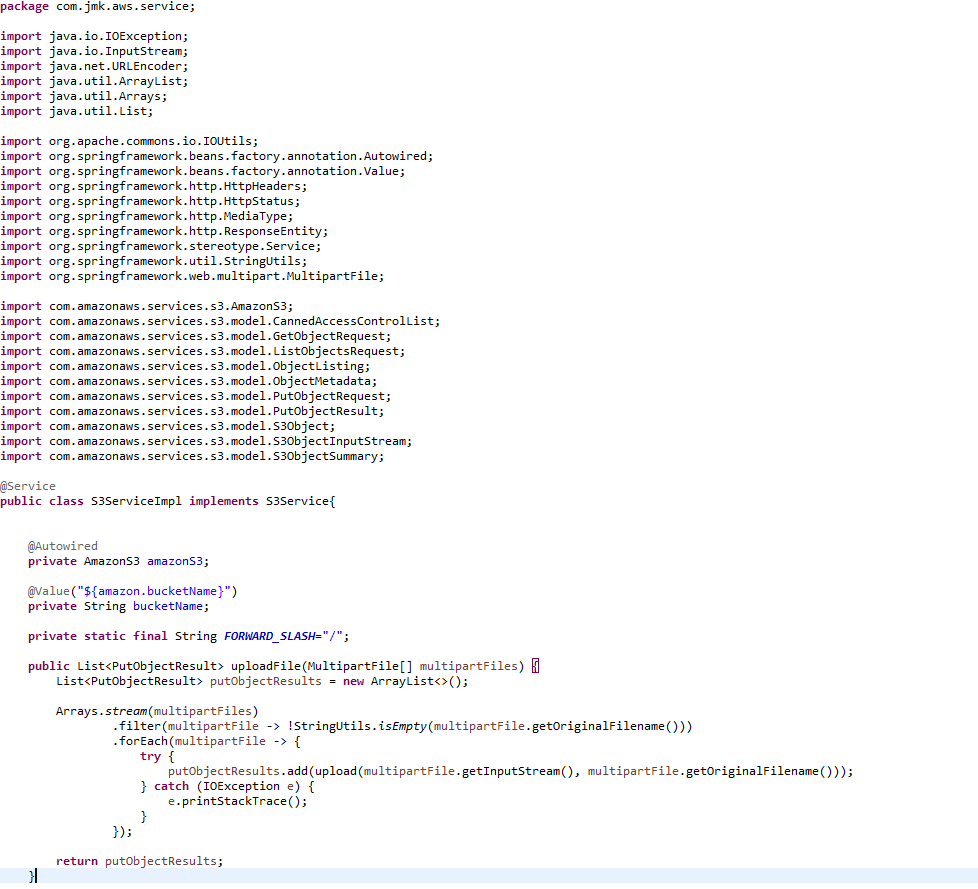 package com.jmk.aws.service;
import java.io.IOException;
import java.io.InputStream;
import java.net.URLEncoder;
import java.util.ArrayList;
import java.util.Arrays;
import java.util.List;
import org.apache.commons.io.IOUtils;
import org.springframework.beans.factory.annotation.Autowired;
import org.springframework.beans.factory.annotation.Value;
import org.springframework.http.HttpHeaders;
import org.springframework.http.HttpStatus;
import org.springframework.http.MediaType;
import org.springframework.http.ResponseEntity;
import org.springframework.stereotype.Service;
import org.springframework.util.StringUtils;
import org.springframework.web.multipart.MultipartFile;
import com.amazonaws.services.s3.AmazonS3;
import com.amazonaws.services.s3.model.CannedAccessControlList;
import com.amazonaws.services.s3.model.GetObjectRequest;
import com.amazonaws.services.s3.model.ListObjectsRequest;
import com.amazonaws.services.s3.model.ObjectListing;
import com.amazonaws.services.s3.model.ObjectMetadata;
import com.amazonaws.services.s3.model.PutObjectRequest;
import com.amazonaws.services.s3.model.PutObjectResult;
import com.amazonaws.services.s3.model.S3Object;
import com.amazonaws.services.s3.model.S3ObjectInputStream;
import com.amazonaws.services.s3.model.S3ObjectSummary;
@Service
public class S3ServiceImpl implements S3Service{
@Autowired
private AmazonS3 amazonS3;
@Value("${amazon.bucketName}")
private String bucketName;
private static final String FORWARD_SLASH="/";
public List<PutObjectResult> uploadFile(MultipartFile[] multipartFiles) {
List<PutObjectResult> putObjectResults = new ArrayList<>();
Arrays.stream(multipartFiles)
.filter(multipartFile -> !StringUtils.isEmpty(multipartFile.getOriginalFilename()))
.forEach(multipartFile -> {
try {
putObjectResults.add(upload(multipartFile.getInputStream(), multipartFile.getOriginalFilename()));
} catch (IOException e) {
e.printStackTrace();
}
});
return putObjectResults;
}